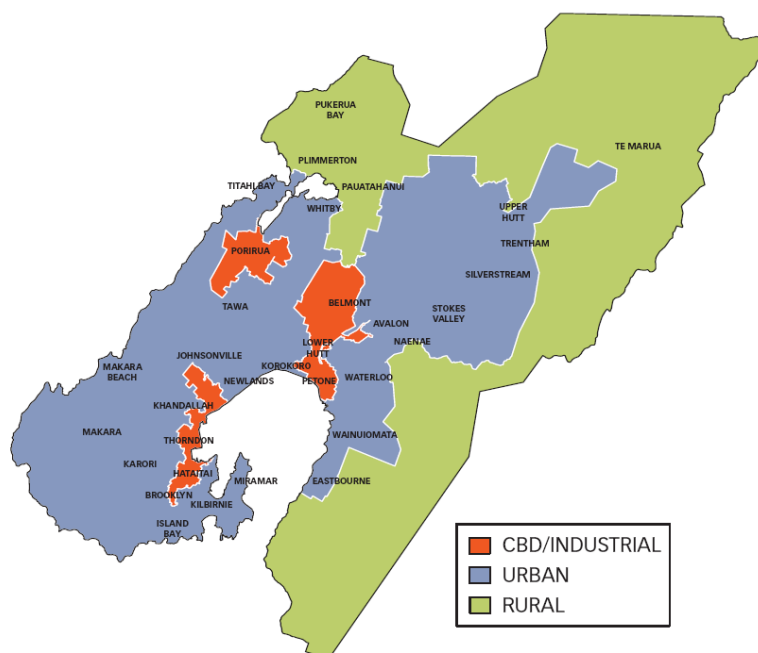 PUKERUA
BAY
TE MARUA
PLIMMERTON
TITAHI BAY
PAUATAHANUI
WHITBY
UPPER
HUTT
TRENTHAM
PORIRUA
SILVERSTREAM
BELMONT
TAWA
STOKES
VALLEY
AVALON
NAENAE
LOWER
HUTT
JOHNSONVILLE
MAKARA
BEACH
KOROKORO
NEWLANDS
PETONE
WATERLOO
KHANDALLAH
MAKARA
THORNDON
WAINUIOMATA
KARORI
HATAITAI
MIRAMAR
EASTBOURNE
BROOKLYN
KILBIRNIE
ISLAND
BAY
CBD/INDUSTRIAL
URBAN
RURAL